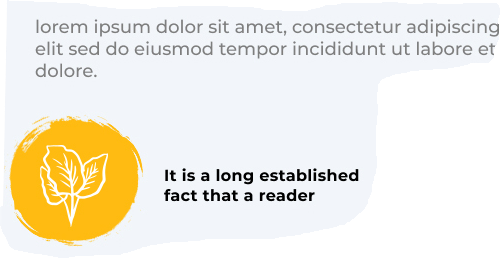 lorem ipsum dolor sit amet, consectetur adipiscing
elit sed do eiusmod tempor incididunt ut labore et
dolore.
It is a long established
fact that a reader